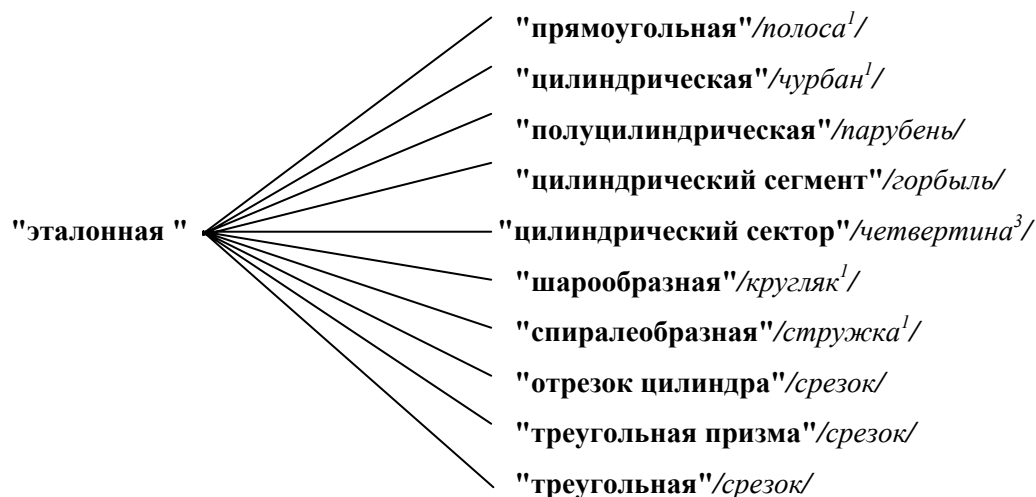 "прямоугольная"/полоса¹/
"цилиндрическая"/чурбан¹/
"полуцилиндрическая"/парубень/
"цилиндрический сегмент"/горбыль/
"эталонная " "цилиндрический сектор"/четвертина³/
"шарообразная"/кругляк¹/
"спиралеобразная"/стружка¹/
"отрезок цилиндра"/срезок/
"треугольная призма"/срезок/
"треугольная"/срезок/